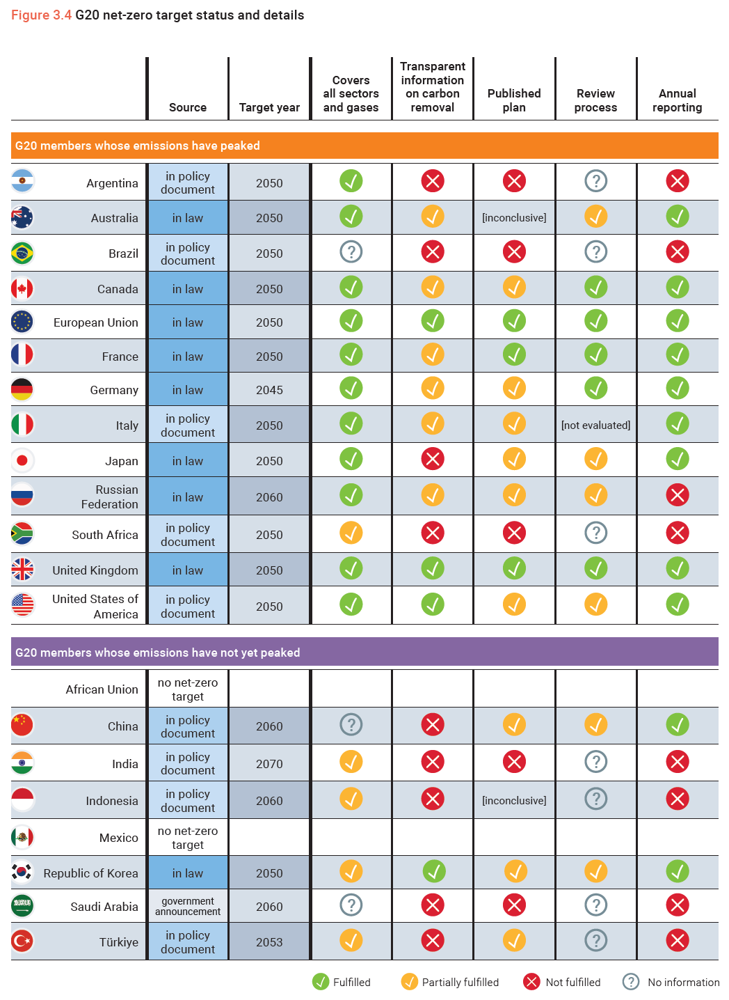 Figure 3.4 G20 net-zero target status and details
Source
Target year
Covers
all sectors
and gases
Transparent
information
on carbon
removal
Published
plan
Review
process
Annual
reporting
G20 members whose emissions have peaked
Argentina
in policy
document
2050
?
Australia
in law
2050
[inconclusive]
Brazil
in policy
document
2050
?
?
Canada
in law
2050
European Union
in law
2050
France
in law
2050
Germany
in law
2045
Italy
in policy
document
2050
[not evaluated]
Japan
in law
2050
Russian
Federation
in law
2060
South Africa
in policy
document
2050
?
United Kingdom
in law
2050
United States of
America
in policy
document
2050
G20 members whose emissions have not yet peaked
African Union
no net-zero
target
China
in policy
document
2060
?
India
in policy
document
2070
?
Indonesia
in policy
document
2060
[inconclusive]
?
Mexico
no net-zero
target
Republic of Korea
in law
2050
Saudi Arabia
government
announcement
2060
?
?
Türkiye
in policy
document
2053
?
Fulfilled
Partially fulfilled
Not fulfilled
? No information